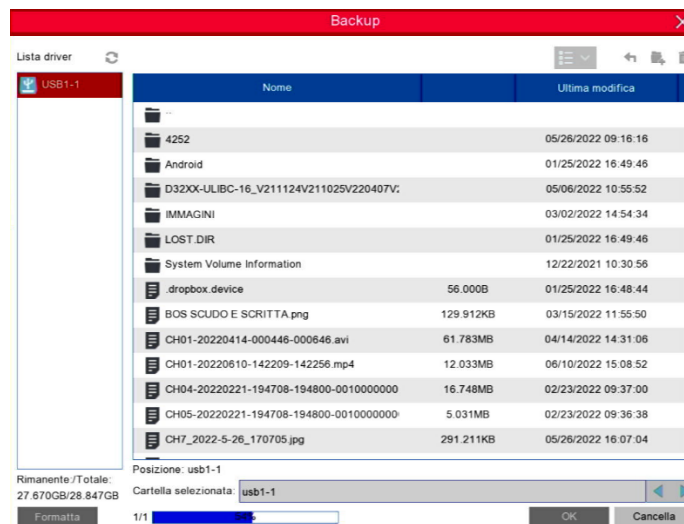 Backup
Lista driver
USB1-1
Nome Ultima modifica
..
4252 05/26/2022 09:16:16
Android 01/25/2022 16:49:46
D32XX-ULIBC-16_V211124V211025V220407V: 05/06/2022 10:55:52
IMMAGINI 03/02/2022 14:54:34
LOST.DIR 01/25/2022 16:49:46
System Volume Information 12/22/2021 10:30:56
.dropbox.device 56.000B 01/25/2022 16:48:44
BOS SCUDO E SCRITTA.png 129.912KB 03/15/2022 11:55:50
CH01-20220414-000446-000646.avi 61.783MB 04/14/2022 14:31:06
CH01-20220610-142209-142256.mp4 12.033MB 06/10/2022 15:08:52
CH04-20220221-194708-194800-0010000000 16.748MB 02/23/2022 09:37:00
CH05-20220221-194708-194800-0010000000 5.031MB 02/23/2022 09:36:38
CH7_2022-5-26_170705.jpg 291.211KB 05/26/2022 16:07:04
Posizione: usb1-1
Rimanente:/Totale:
27.670GB/28.847GB
Cartella selezionata: usb1-1
Formatta 1/1 OK Cancella